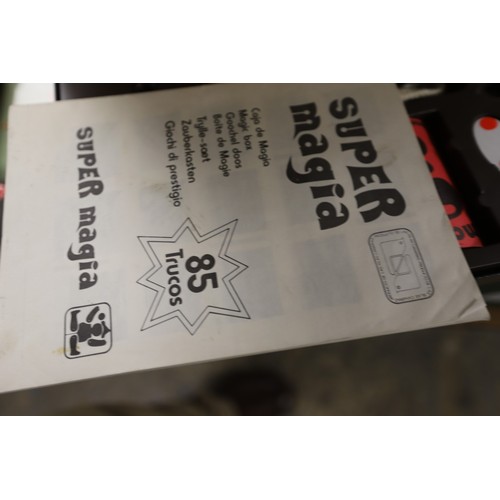 SUPER
magia
Caja de Magia
Magic box
Goochel doos
Boite de Magie
Trylle-sæt
Zauberkasten
Giochi di prestigio
85
Trucos
SUPER magia